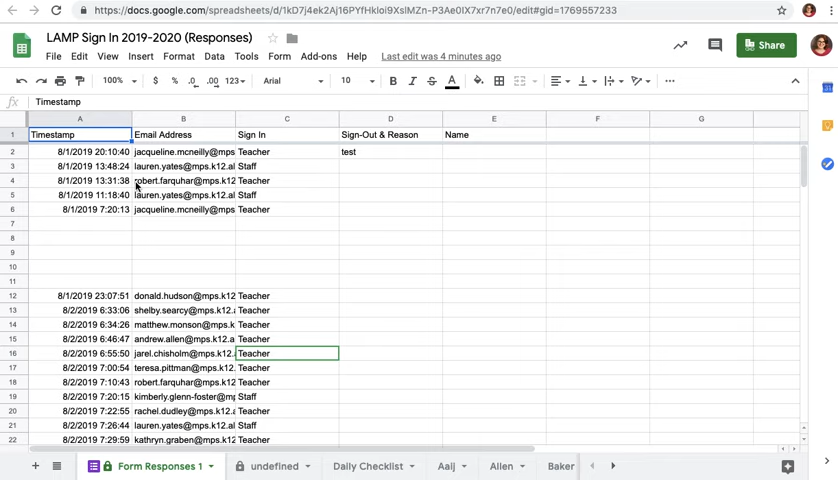 https://docs.google.com/spreadsheets/d/1kD7j4ek2Aj16PYfHkloi9XslMZn-P3Ae0IX7xr7n7e0/edit#gid=1769557233
LAMP Sign In 2019-2020 (Responses)
File Edit View Insert Format Data Tools Form Add-ons Help Last edit was 4 minutes ago
Share
100% $ % .0 .00 123 Arial 10 B I S A
fx Timestamp
A B C D E F G
1 Timestamp Email Address Sign In Sign-Out & Reason Name
2 8/1/2019 20:10:40 jacqueline.mcneilly@mps Teacher test
3 8/1/2019 13:48:24 lauren.yates@mps.k12.al Staff
4 8/1/2019 13:31:38 robert.farquhar@mps.k12 Teacher
5 8/1/2019 11:18:40 lauren.yates@mps.k12.al Staff
6 8/1/2019 7:20:13 jacqueline.mcneilly@mps Teacher
7
8
9
10
11
12 8/1/2019 23:07:51 donald.hudson@mps.k12 Teacher
13 8/2/2019 6:33:06 shelby.searcy@mps.k12.a Teacher
14 8/2/2019 6:34:26 matthew.monson@mps.k Teacher
15 8/2/2019 6:46:47 andrew.allen@mps.k12.a Teacher
16 8/2/2019 6:55:50 jarel.chisholm@mps.k12. Teacher
17 8/2/2019 7:00:54 teresa.pittman@mps.k12. Teacher
18 8/2/2019 7:10:43 robert.farquhar@mps.k12 Teacher
19 8/2/2019 7:20:15 kimberly.glenn-foster@mp Staff
20 8/2/2019 7:22:55 rachel.dudley@mps.k12.a Teacher
21 8/2/2019 7:26:44 lauren.yates@mps.k12.al Staff
22 8/2/2019 7:29:59 kathryn.graben@mps.k12 Teacher
Form Responses 1 undefined Daily Checklist Aalj Allen Baker